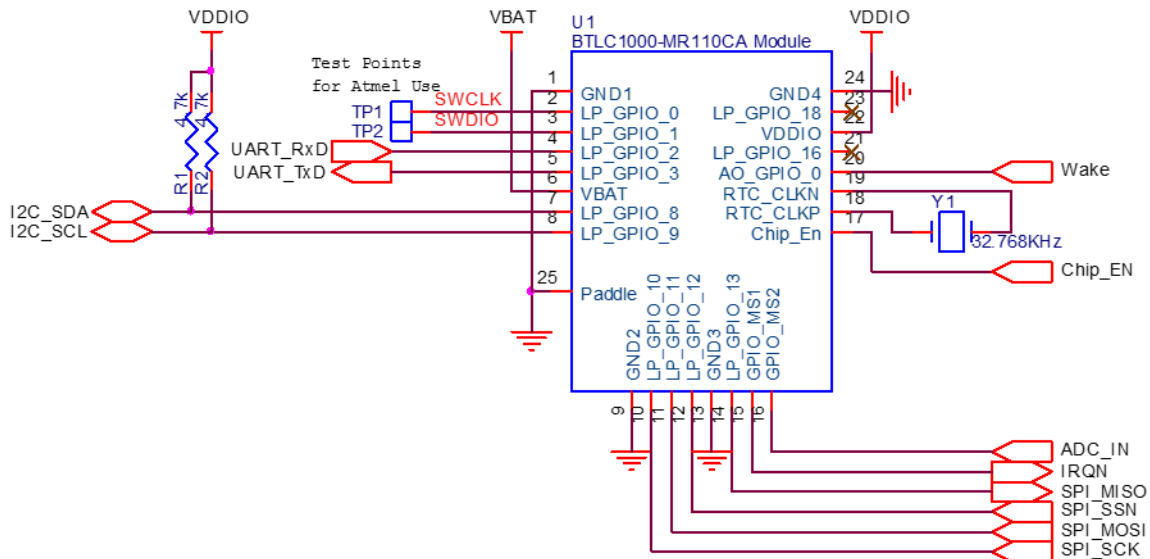 VDDIO
VBAT
U1
BTLC1000-MR110CA Module
VDDIO
Test Points
for Atmel Use
TP1
SWCLK
TP2
SWDIO
4.7k
4.7k
R1
R2
UART_RxD
UART_TxD
I2C_SDA
I2C_SCL
1
2
3
4
5
6
7
8
25
GND1
LP_GPIO_0
LP_GPIO_1
LP_GPIO_2
LP_GPIO_3
VBAT
LP_GPIO_8
LP_GPIO_9
Paddle
GND4
LP_GPIO_18
VDDIO
LP_GPIO_16
AO_GPIO_0
RTC_CLKN
RTC_CLKP
Chip_En
24
23
22
21
20
19
18
17
Wake
Y1
32.768KHz
Chip_EN
GND2
LP_GPIO_10
LP_GPIO_11
LP_GPIO_12
GND3
LP_GPIO_13
GPIO_MS1
GPIO_MS2
9
10
11
12
13
14
15
16
ADC_IN
IRQN
SPI_MISO
SPI_SSN
SPI_MOSI
SPI_SCK